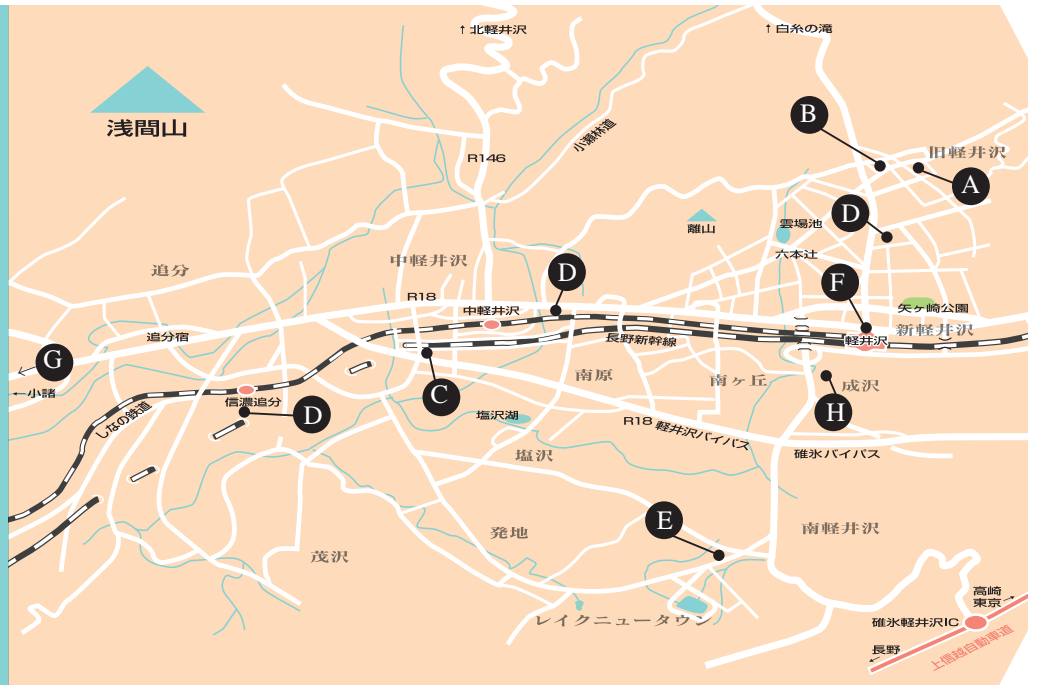 ↑北軽井沢
↑白糸の滝
浅間山
B
小瀬林道
R146
旧軽井沢
A
D
離山
雲場池
六本辻
追分
中軽井沢
D
F
R18
中軽井沢
矢ヶ崎公園
新軽井沢
追分宿
長野新幹線
軽井沢
G
←小諸
信濃追分
しなの鉄道
D
C
南原
南ヶ丘
成沢
H
塩沢湖
R18 軽井沢バイパス
碓氷バイパス
塩沢
E
発地
南軽井沢
茂沢
レイクニュータウン
高崎
東京
碓氷軽井沢IC
上信越自動車道
長野